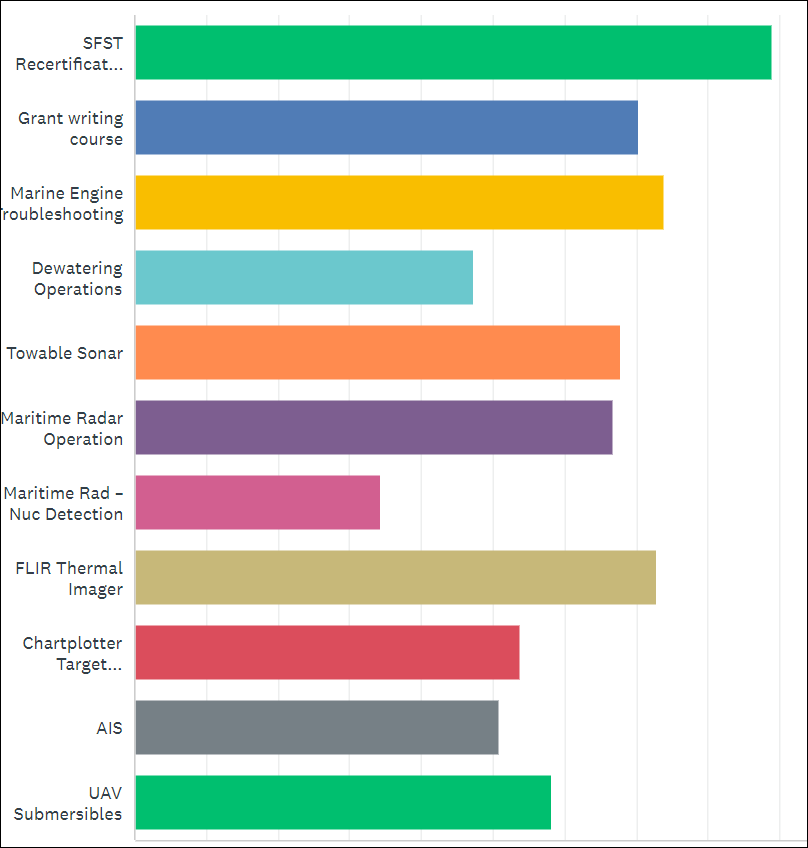 SFST
Recertificat...
Grant writing
course
Marine Engine
Troubleshooting
Dewatering
Operations
Towable Sonar
Maritime Radar
Operation
Maritime Rad –
Nuc Detection
FLIR Thermal
Imager
Chartplotter
Target...
AIS
UAV
Submersibles